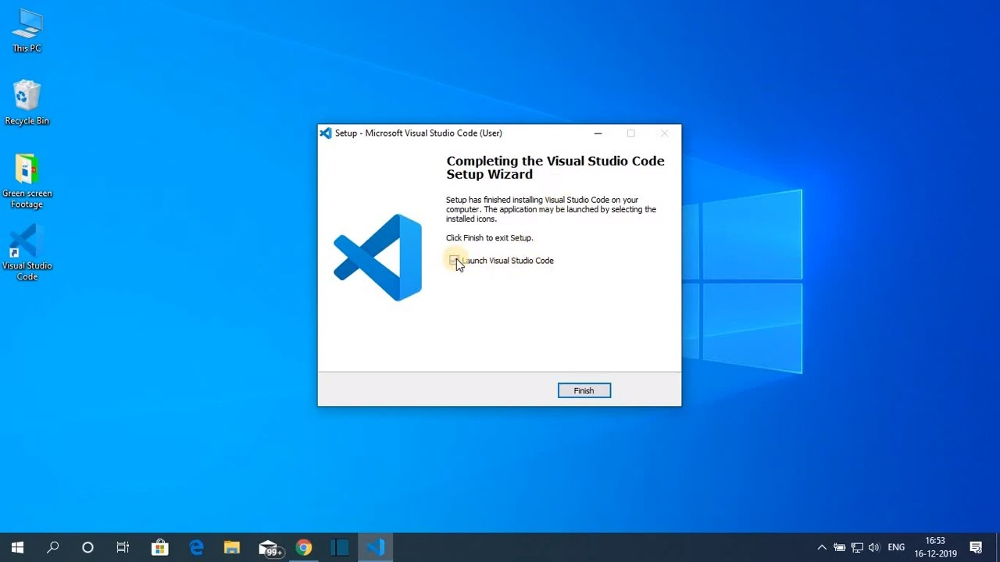 This PC
Recycle Bin
Green screen
Footage
Visual Studio
Code
Setup - Microsoft Visual Studio Code (User)
Completing the Visual Studio Code
Setup Wizard
Setup has finished installing Visual Studio Code on your
computer. The application may be launched by selecting the
installed icons.
Click Finish to exit Setup.
Launch Visual Studio Code
Finish
99+
ENG
16:53
16-12-2019